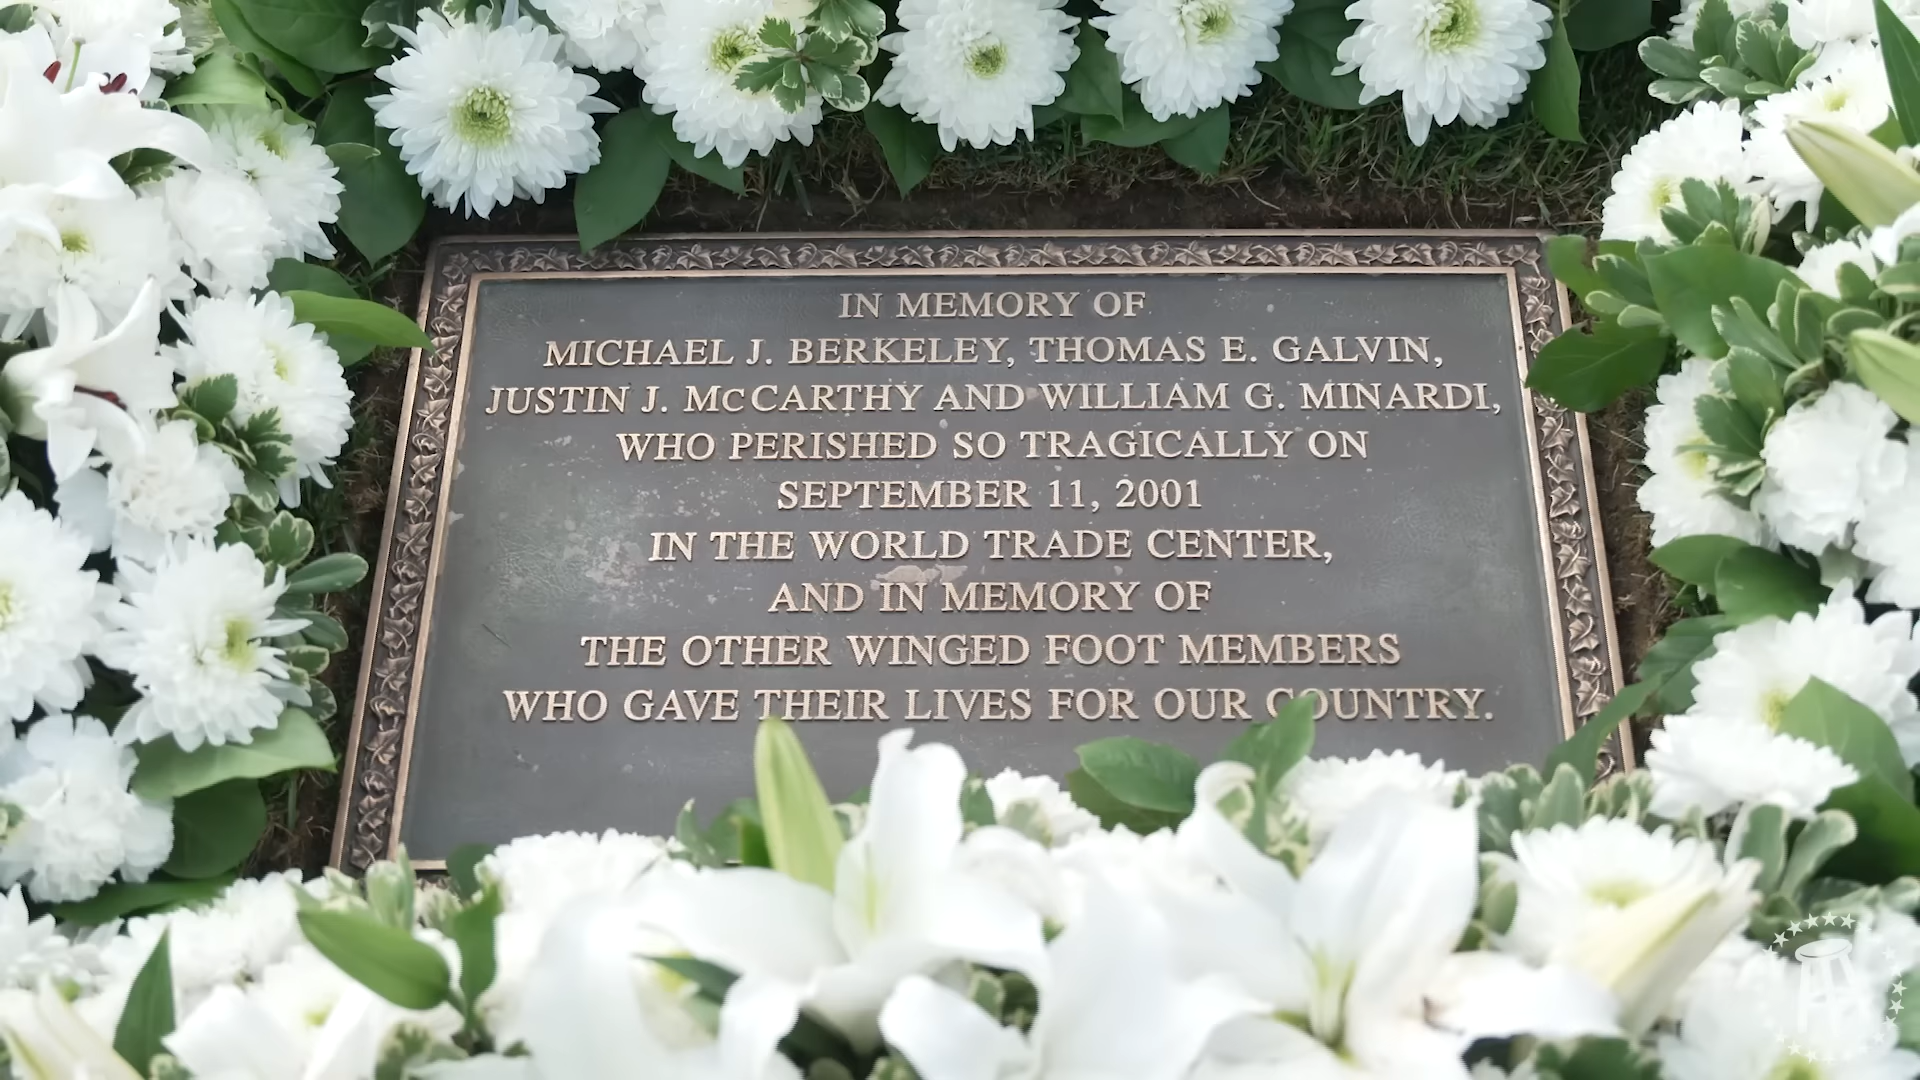 IN MEMORY OF
MICHAEL J. BERKELEY, THOMAS E. GALVIN,
JUSTIN J. McCARTHY AND WILLIAM G. MINARDI,
WHO PERISHED SO TRAGICALLY ON
SEPTEMBER 11, 2001
IN THE WORLD TRADE CENTER,
AND IN MEMORY OF
THE OTHER WINGED FOOT MEMBERS
WHO GAVE THEIR LIVES FOR OUR COUNTRY.